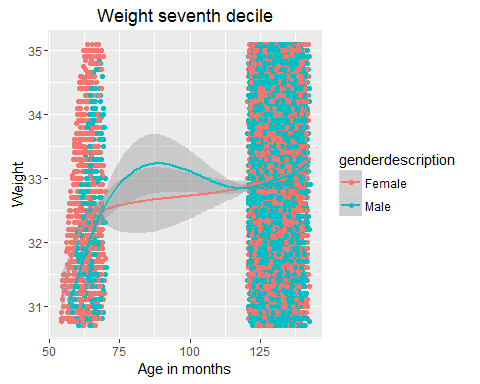 Weight seventh decile
35
34
33
32
31
Weight
50
75
100
125
Age in months
genderdescription
Female
Male